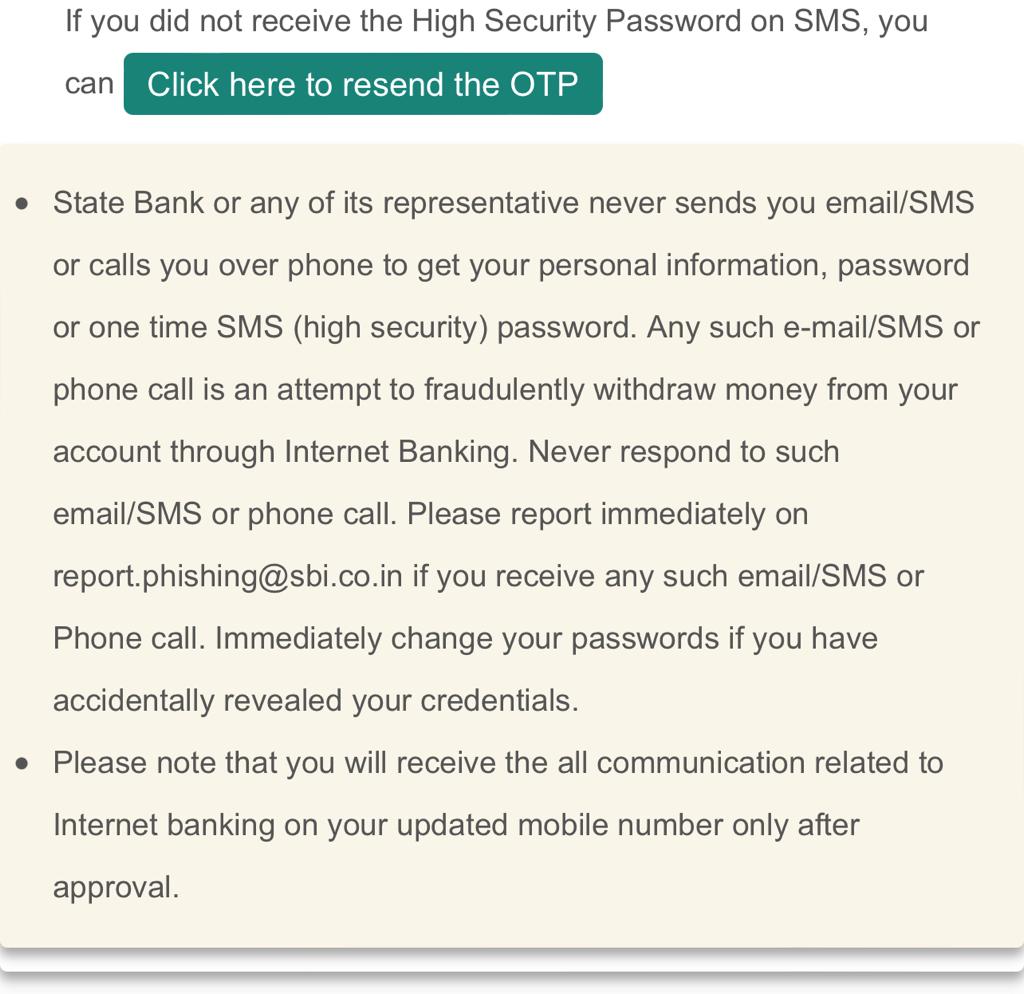 If you did not receive the High Security Password on SMS, you
can Click here to resend the OTP
• State Bank or any of its representative never sends you email/SMS
or calls you over phone to get your personal information, password
or one time SMS (high security) password. Any such e-mail/SMS or
phone call is an attempt to fraudulently withdraw money from your
account through Internet Banking. Never respond to such
email/SMS or phone call. Please report immediately on
report.phishing@sbi.co.in if you receive any such email/SMS or
Phone call. Immediately change your passwords if you have
accidentally revealed your credentials.
• Please note that you will receive the all communication related to
Internet banking on your updated mobile number only after
approval.